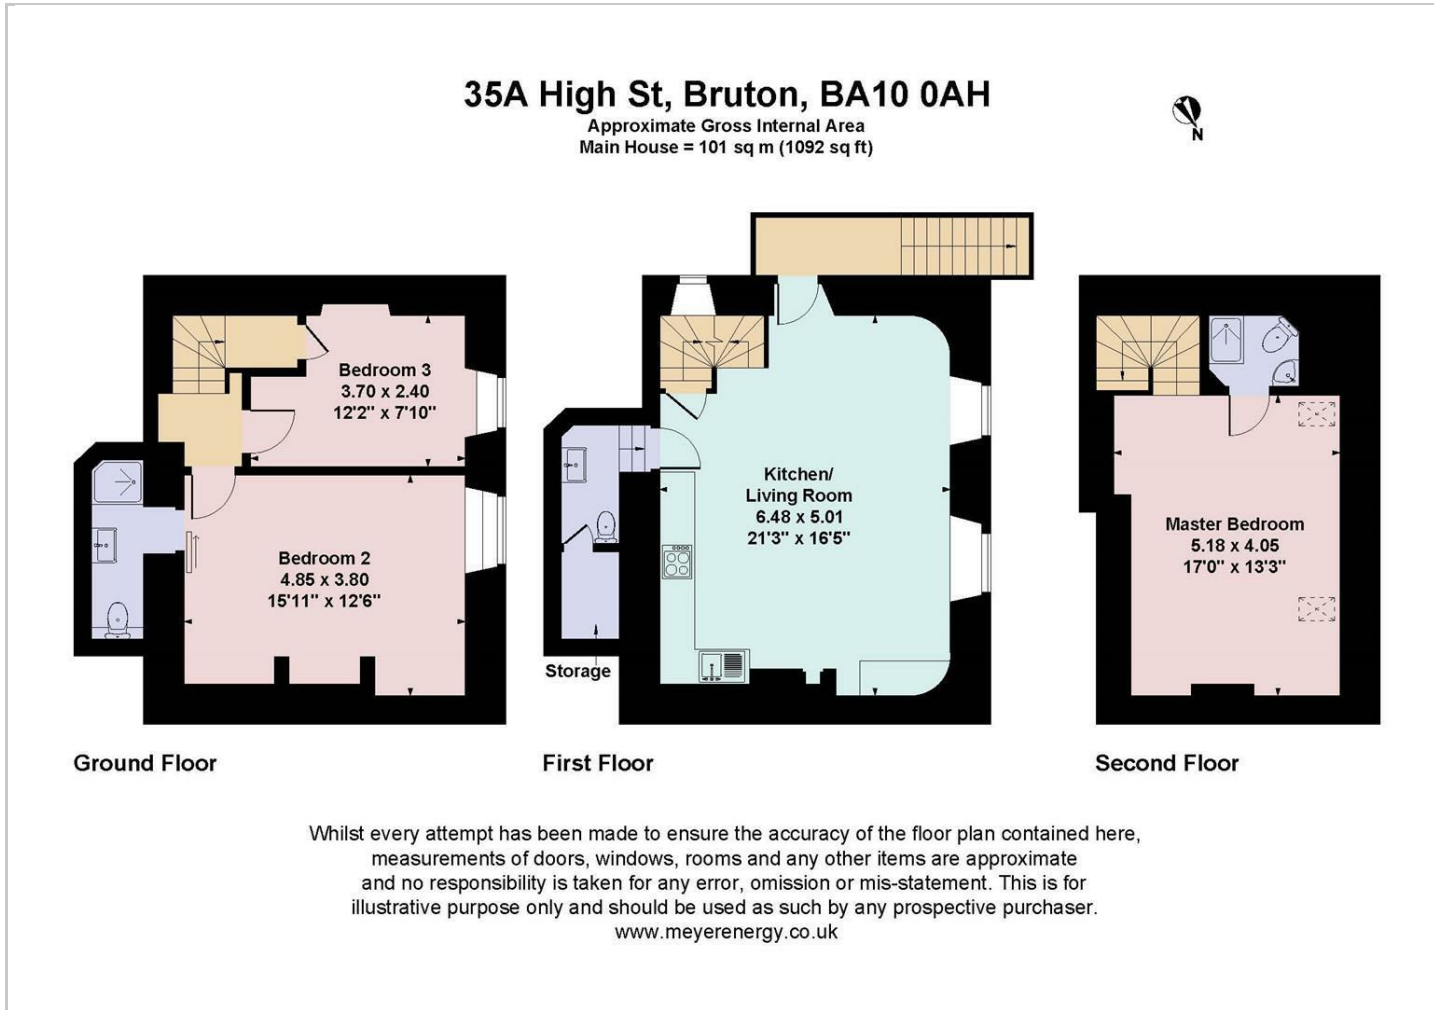 35A High St, Bruton, BA10 0AH
Approximate Gross Internal Area
Main House = 101 sq m (1092 sq ft)
N
Bedroom 3
3.70 x 2.40
12'2" x 7'10"
Bedroom 2
4.85 x 3.80
15'11" x 12'6"
Ground Floor
Kitchen/
Living Room
6.48 x 5.01
21'3" x 16'5"
Storage
First Floor
Master Bedroom
5.18 x 4.05
17'0" x 13'3"
Second Floor
Whilst every attempt has been made to ensure the accuracy of the floor plan contained here,
measurements of doors, windows, rooms and any other items are approximate
and no responsibility is taken for any error, omission or mis-statement. This is for
illustrative purpose only and should be used as such by any prospective purchaser.
www.meyerenergy.co.uk